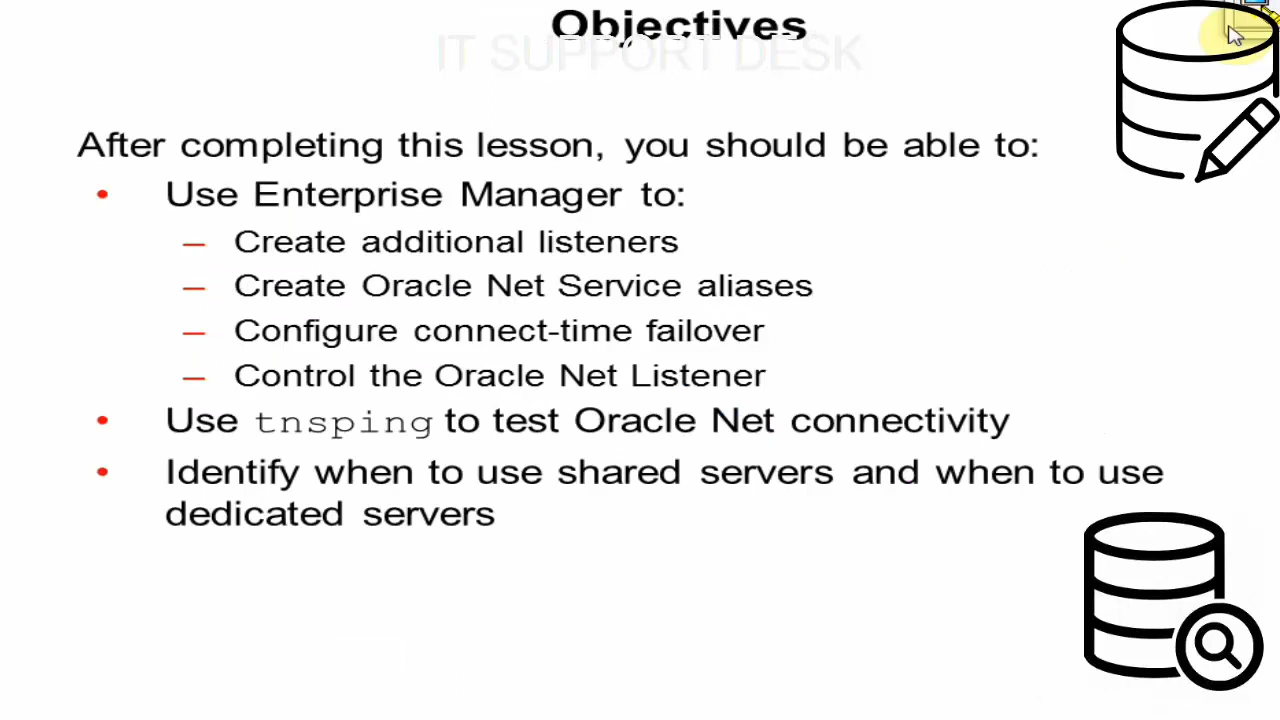 Objectives
IT SUPPORT DESK
After completing this lesson, you should be able to:
• Use Enterprise Manager to:
– Create additional listeners
– Create Oracle Net Service aliases
– Configure connect-time failover
– Control the Oracle Net Listener
• Use tnsping to test Oracle Net connectivity
• Identify when to use shared servers and when to use
dedicated servers